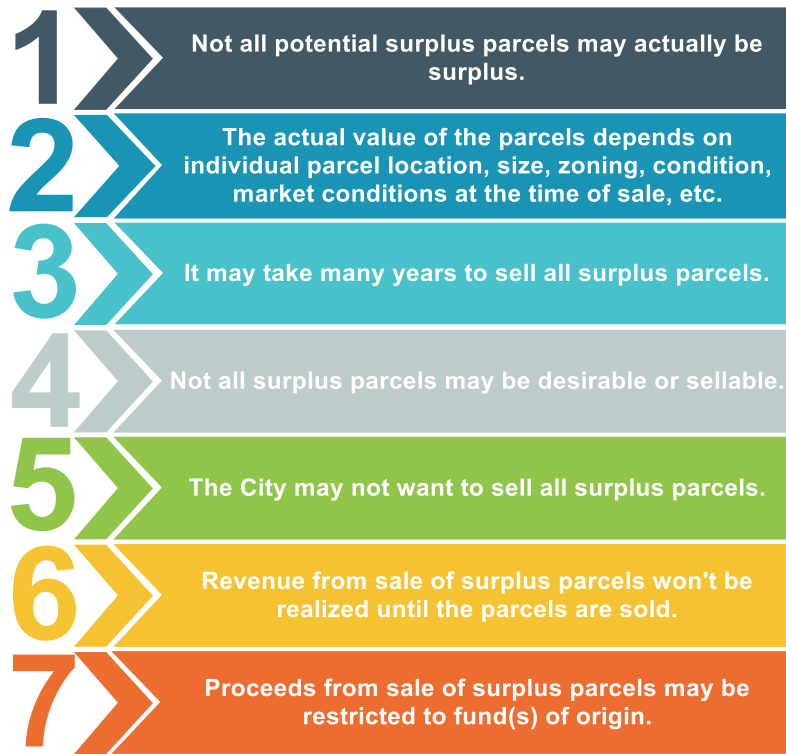 1
Not all potential surplus parcels may actually be
surplus.
2
The actual value of the parcels depends on
individual parcel location, size, zoning, condition,
market conditions at the time of sale, etc.
3
It may take many years to sell all surplus parcels.
4
Not all surplus parcels may be desirable or sellable.
5
The City may not want to sell all surplus parcels.
6
Revenue from sale of surplus parcels won't be
realized until the parcels are sold.
7
Proceeds from sale of surplus parcels may be
restricted to fund(s) of origin.